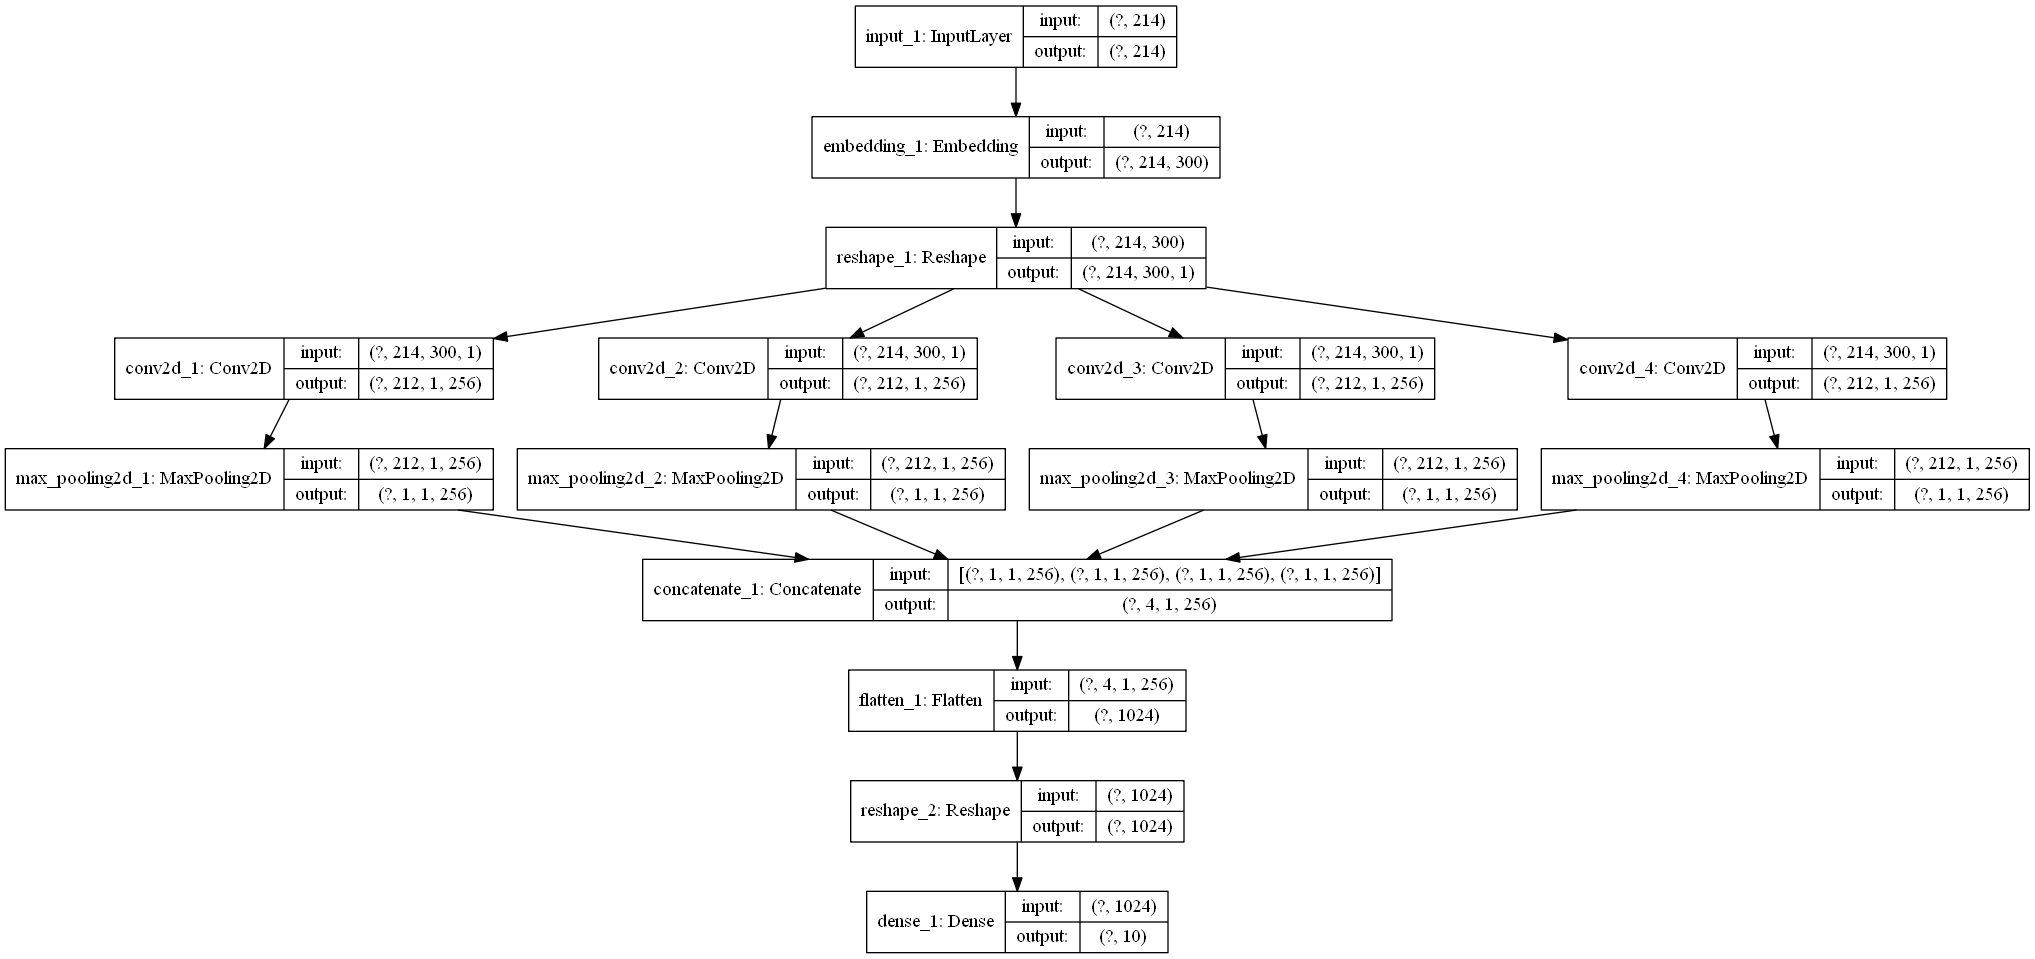 input_1: InputLayer
input: (?, 214)
output: (?, 214)
embedding_1: Embedding
input: (?, 214)
output: (?, 214, 300)
reshape_1: Reshape
input: (?, 214, 300)
output: (?, 214, 300, 1)
conv2d_1: Conv2D
input: (?, 214, 300, 1)
output: (?, 212, 1, 256)
conv2d_2: Conv2D
input: (?, 214, 300, 1)
output: (?, 212, 1, 256)
conv2d_3: Conv2D
input: (?, 214, 300, 1)
output: (?, 212, 1, 256)
conv2d_4: Conv2D
input: (?, 214, 300, 1)
output: (?, 212, 1, 256)
max_pooling2d_1: MaxPooling2D
input: (?, 212, 1, 256)
output: (?, 1, 1, 256)
max_pooling2d_2: MaxPooling2D
input: (?, 212, 1, 256)
output: (?, 1, 1, 256)
max_pooling2d_3: MaxPooling2D
input: (?, 212, 1, 256)
output: (?, 1, 1, 256)
max_pooling2d_4: MaxPooling2D
input: (?, 212, 1, 256)
output: (?, 1, 1, 256)
concatenate_1: Concatenate
input: [(?, 1, 1, 256), (?, 1, 1, 256), (?, 1, 1, 256), (?, 1, 1, 256)]
output: (?, 4, 1, 256)
flatten_1: Flatten
input: (?, 4, 1, 256)
output: (?, 1024)
reshape_2: Reshape
input: (?, 1024)
output: (?, 1024)
dense_1: Dense
input: (?, 1024)
output: (?, 10)